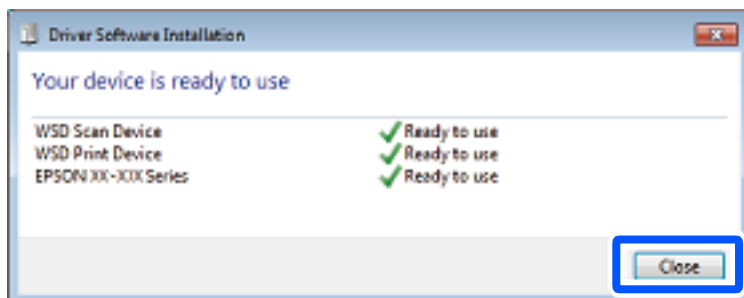 Driver Software Installation
Your device is ready to use
WSD Scan Device Ready to use
WSD Print Device Ready to use
EPSON XX-XXX Series Ready to use
Close